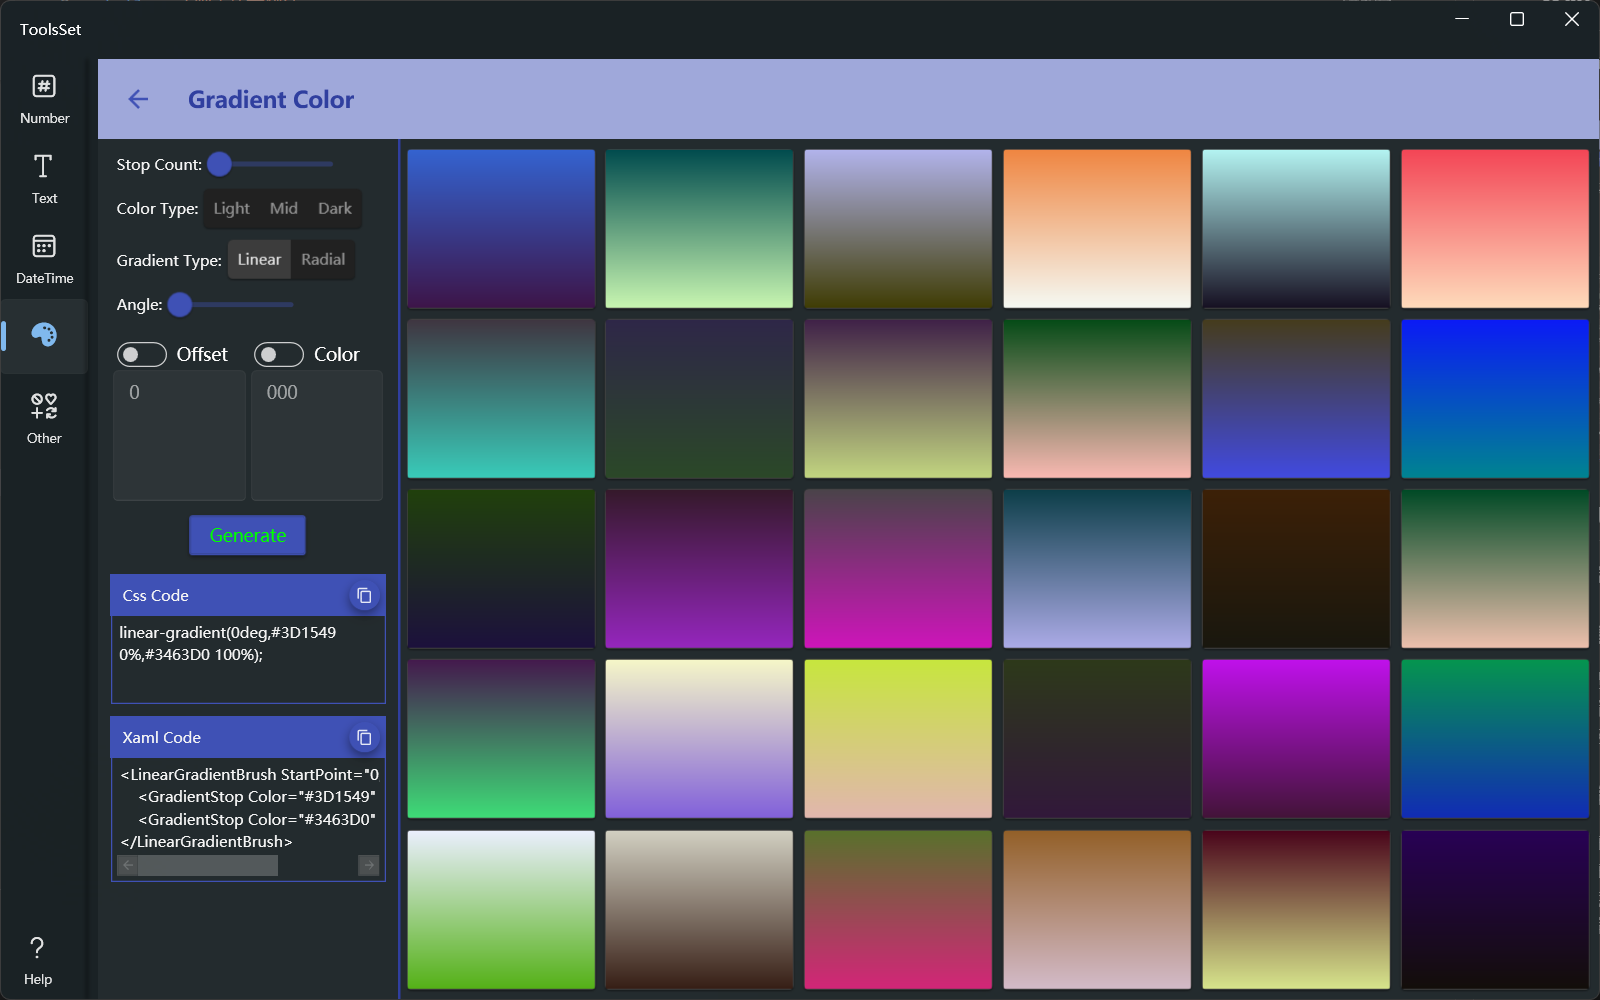 ToolsSet
Number
Text
DateTime
Other
Help
Gradient Color
Stop Count:
Color Type: Light Mid Dark
Gradient Type: Linear Radial
Angle:
Offset Color
0 000
Generate
Css Code
linear-gradient(0deg,#3D1549
0%,#3463D0 100%);
Xaml Code
<LinearGradientBrush StartPoint="0
<GradientStop Color="#3D1549"
<GradientStop Color="#3463D0"
</LinearGradientBrush>